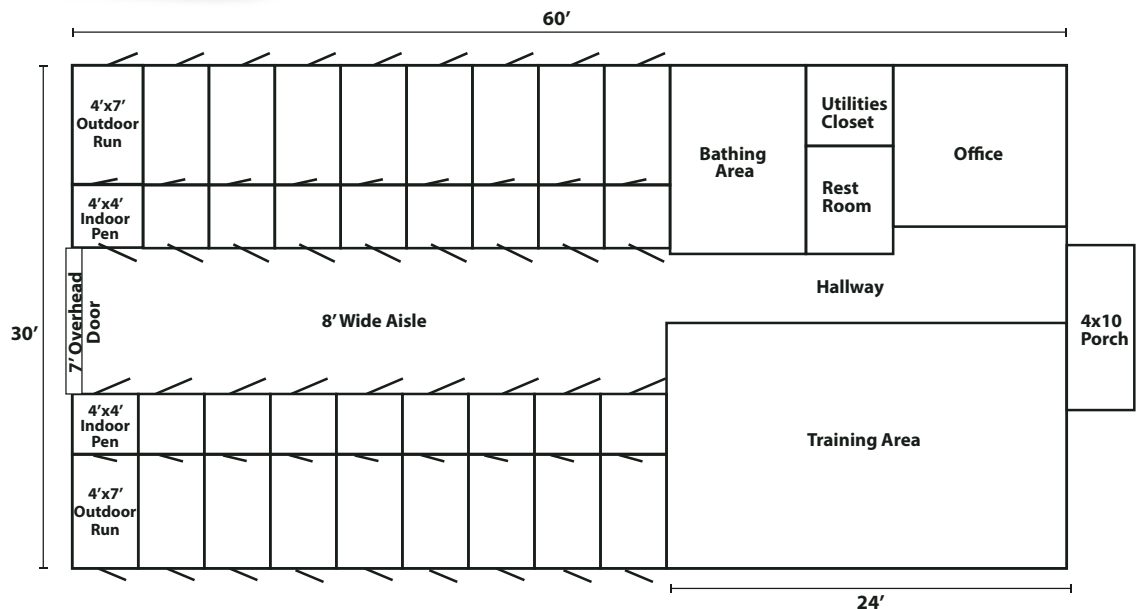 60’
4’x7’
Outdoor
Run
4’x4’
Indoor
Pen
Bathing
Area
Utilities
Closet
Rest
Room
Office
30’
7’ Overhead
Door
8’ Wide Aisle
Hallway
4x10
Porch
4’x4’
Indoor
Pen
4’x7’
Outdoor
Run
Training Area
24’